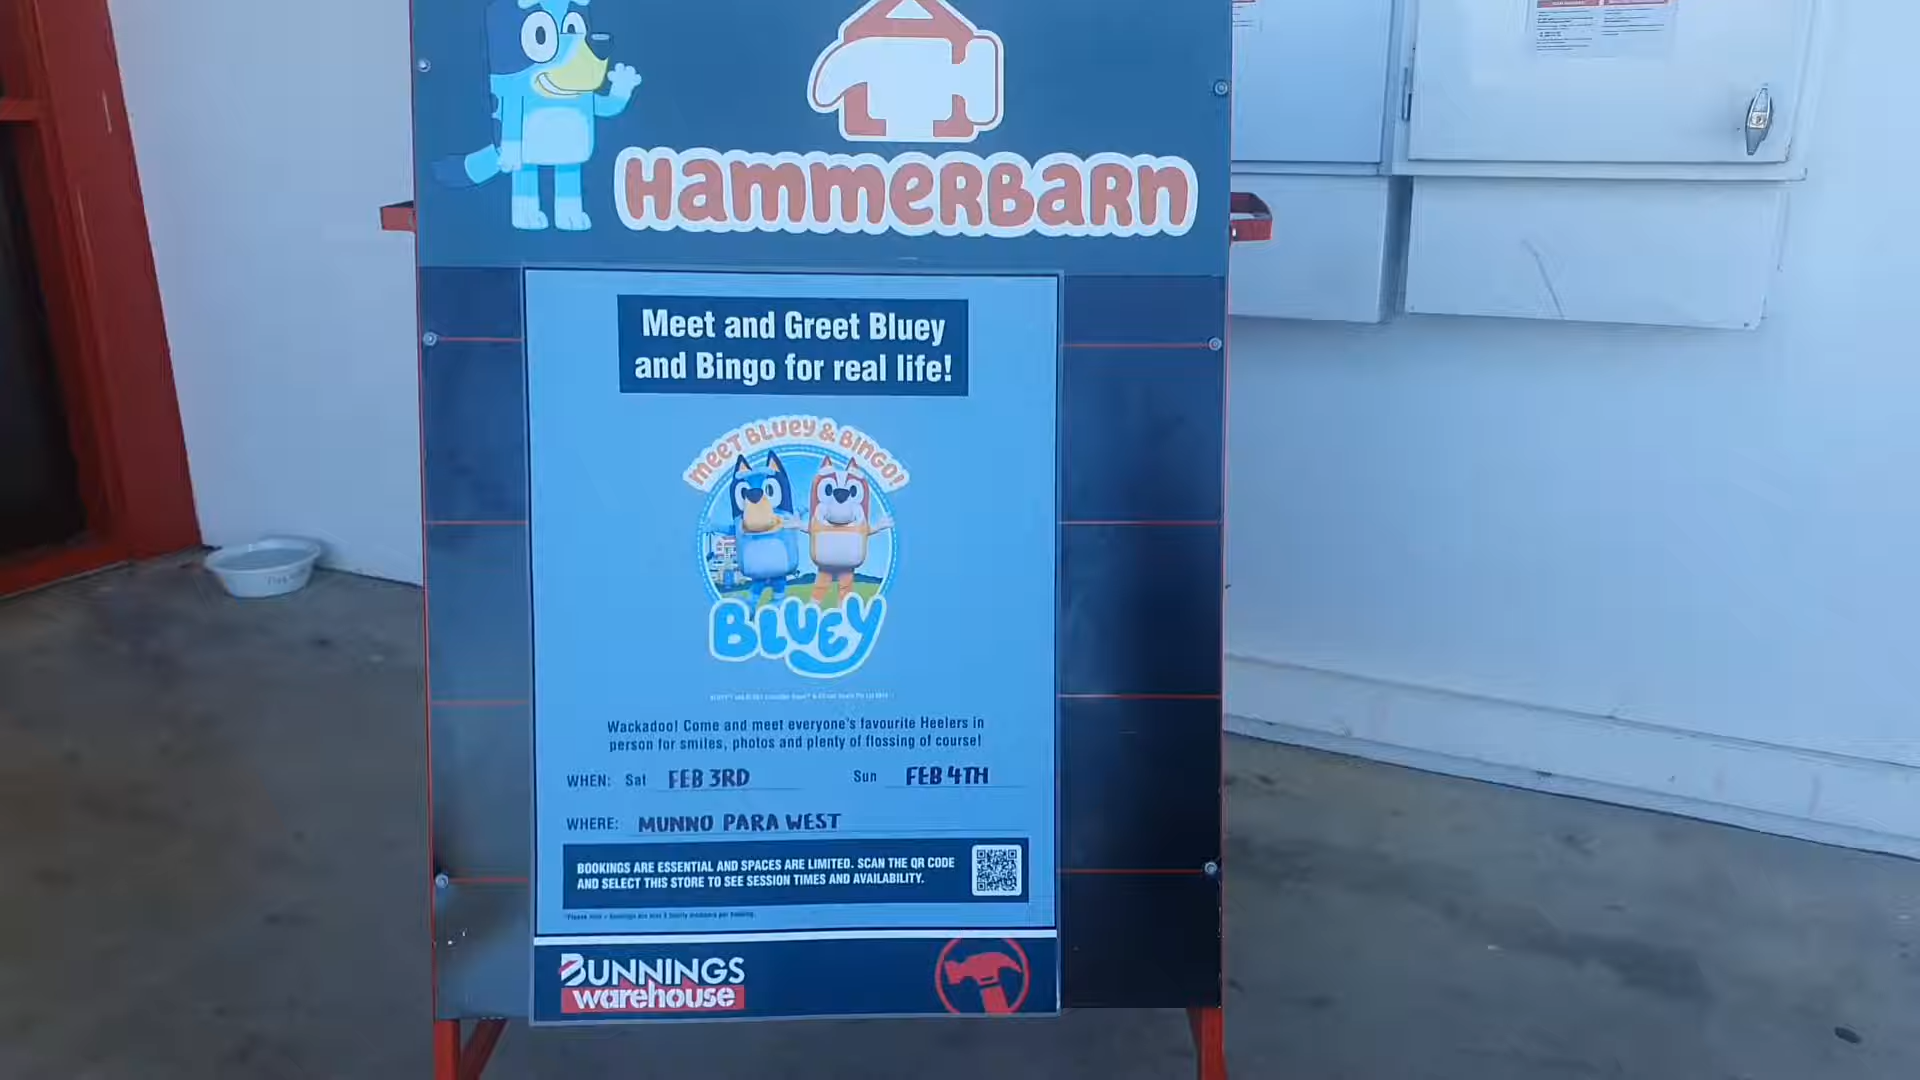 Hammerbarn
Meet and Greet Bluey
and Bingo for real life!
MEET BLUEY & BINGO!
BLUEY
Wackadoo! Come and meet everyone's favourite Heelers in
person for smiles, photos and plenty of flossing of course!
WHEN: Sat FEB 3RD Sun FEB 4TH
WHERE: MUNNO PARA WEST
BOOKINGS ARE ESSENTIAL AND SPACES ARE LIMITED. SCAN THE QR CODE
AND SELECT THIS STORE TO SEE SESSION TIMES AND AVAILABILITY.
BUNNINGS
warehouse